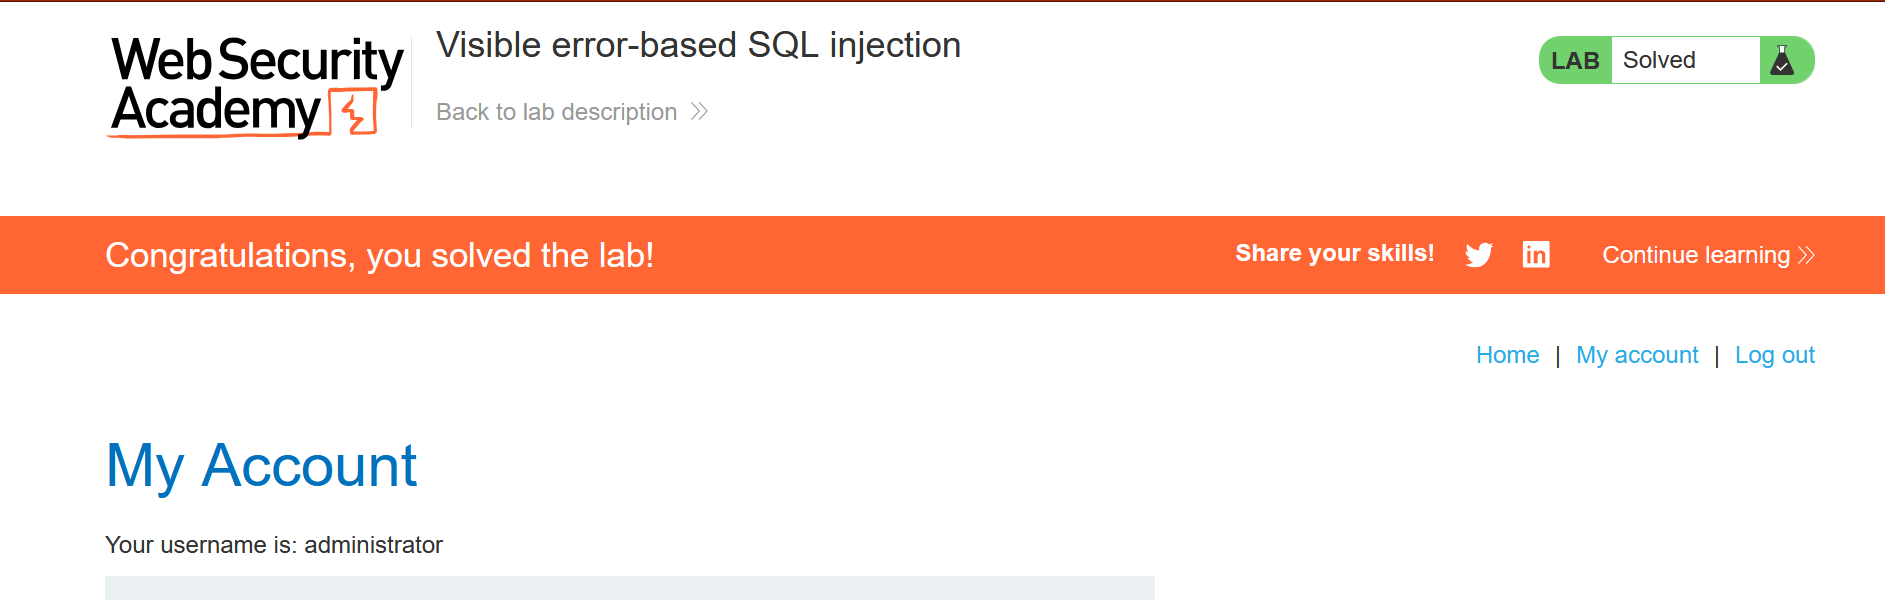 Web Security
Academy
Visible error-based SQL injection
Back to lab description
LAB Solved
Congratulations, you solved the lab!
Share your skills!
Continue learning
Home | My account | Log out
My Account
Your username is: administrator